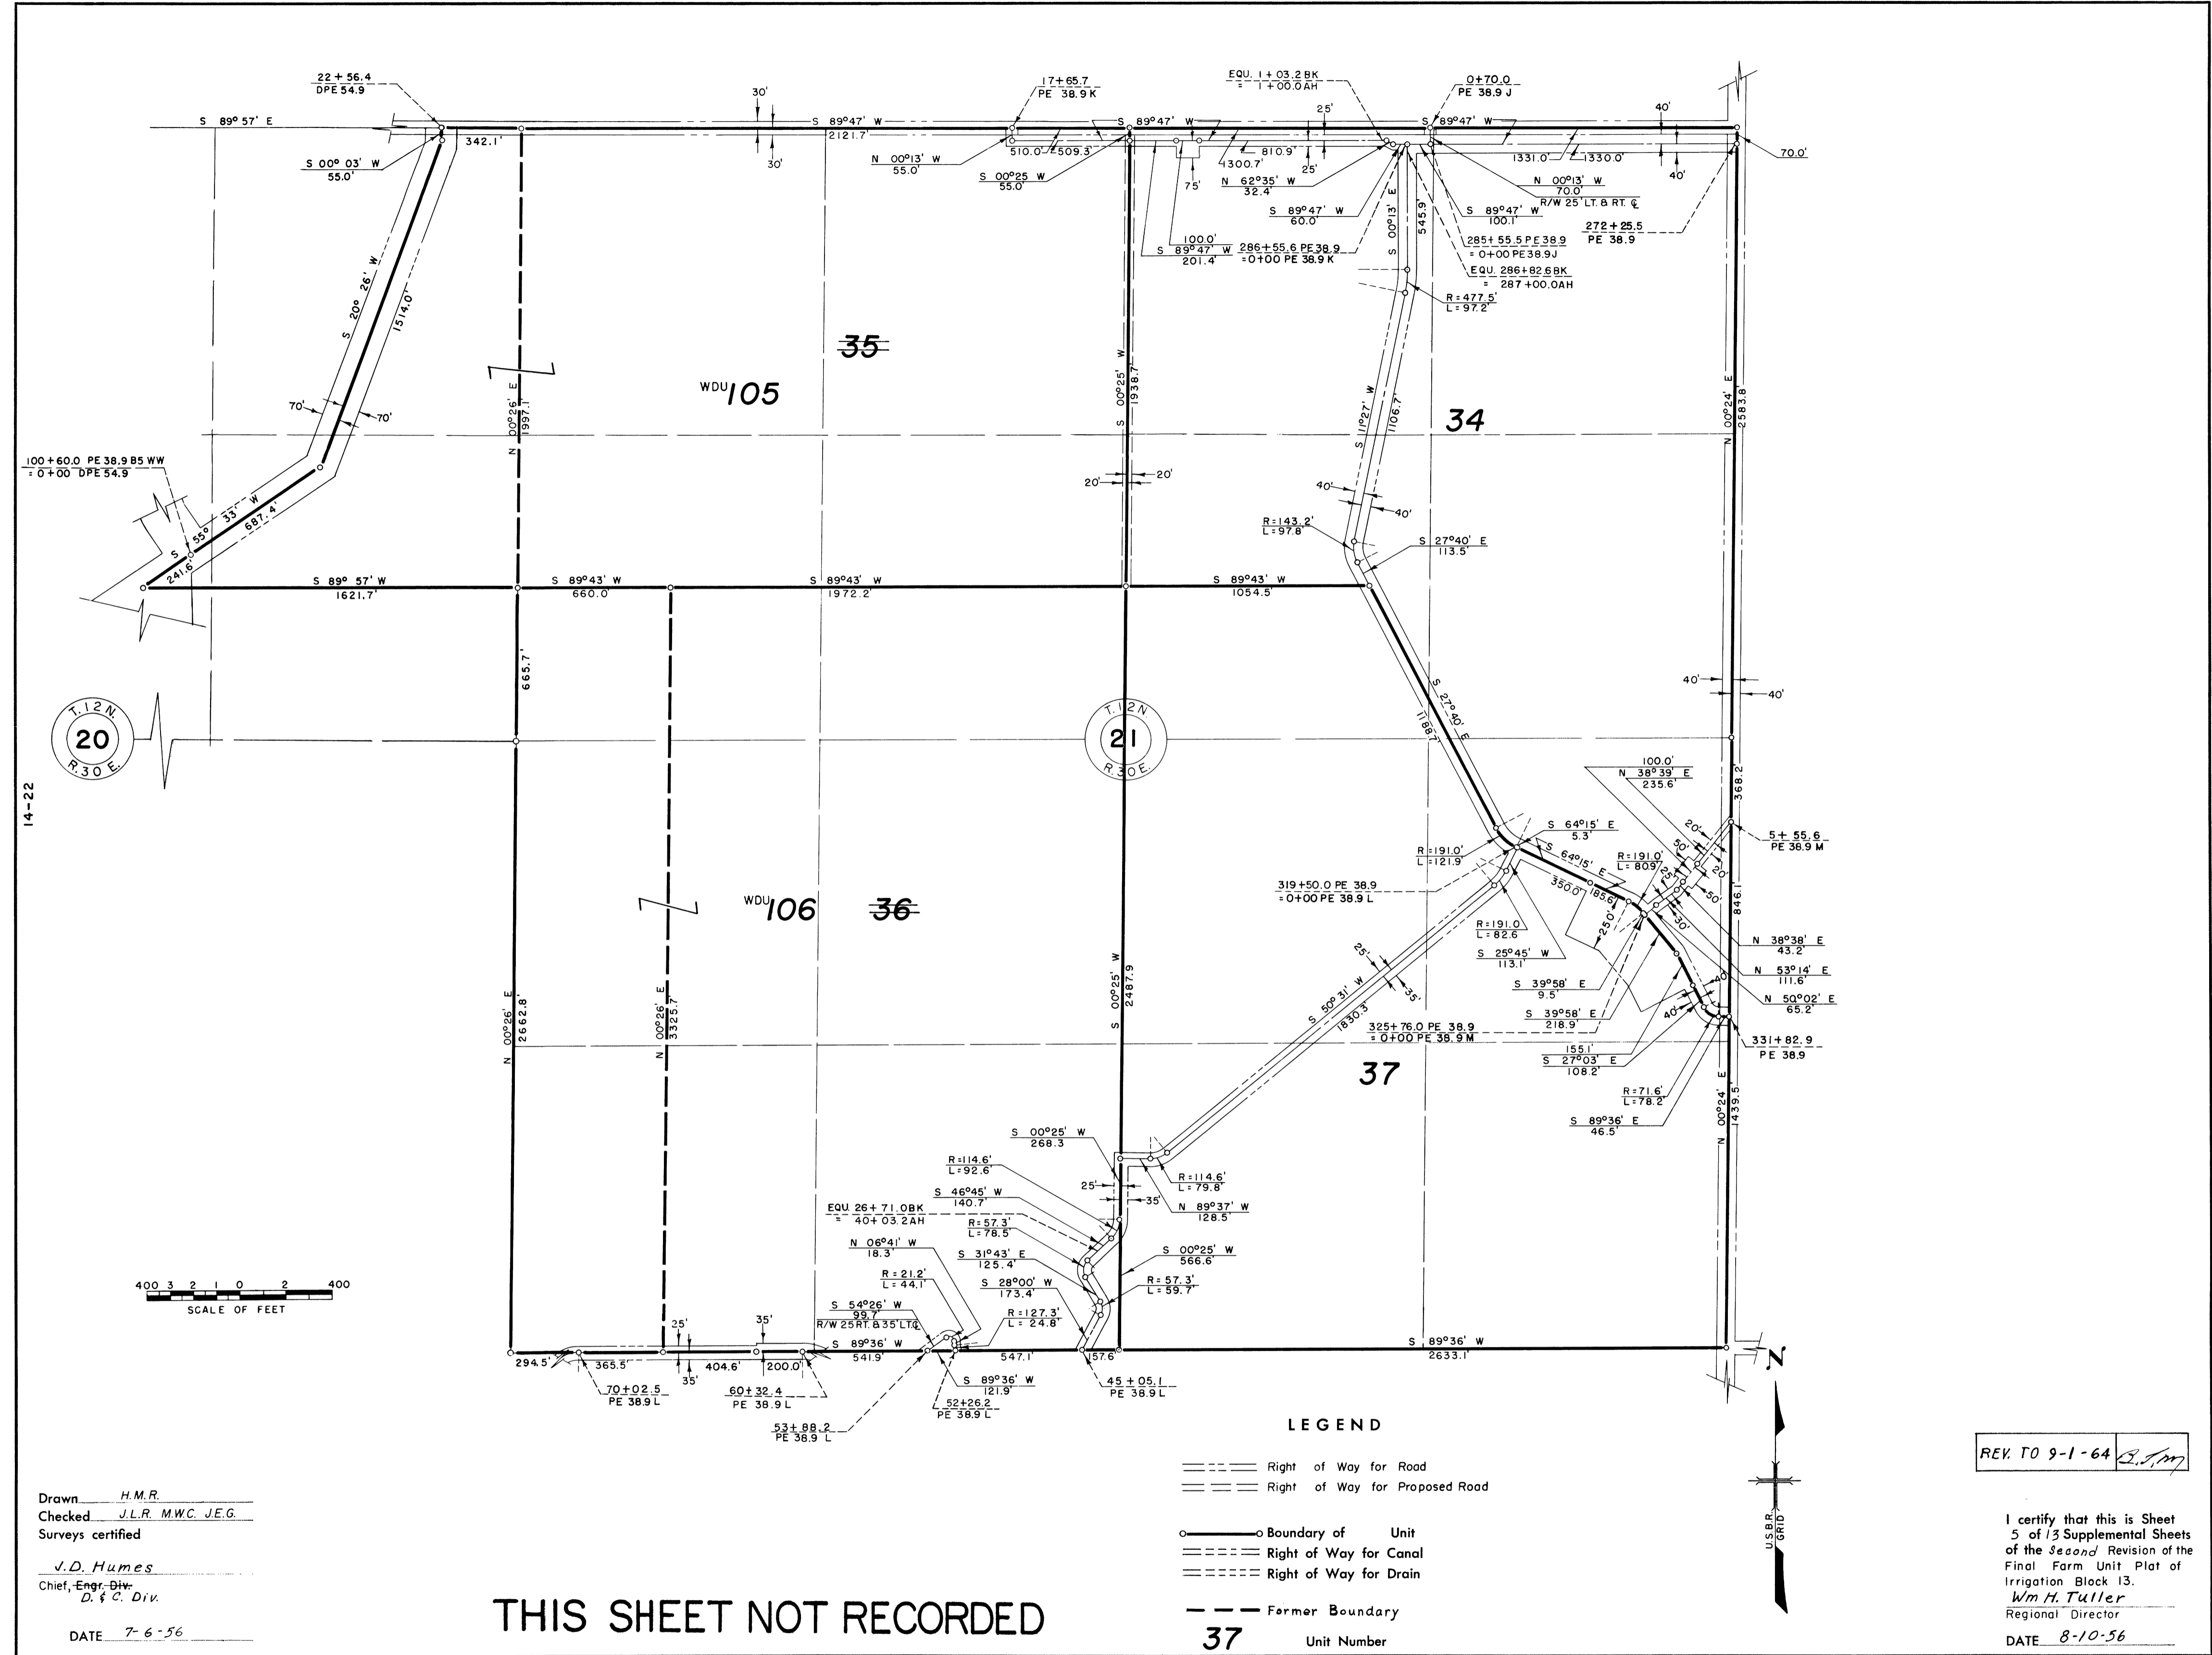 22 + 56.4
DPE 54.9
S 89° 57' E
S 00° 03' W
55.0'
342.1'
30'
30'
S 89°47' W
2121.7'
17+65.7
PE 38.9 K
N 00°13' W
55.0'
S 00°25 W
55.0'
510.0'
509.3'
S 89°47' W
EQU. 1 + 03.2 BK
= 1 + 00.0 AH
25'
25'
1300.7'
810.9'
75'
100.0'
S 89°47' W
201.4'
N 62°35' W
32.4'
S 89°47' W
60.0'
286+55.6 PE 38.9
=0+00 PE 38.9 K
0+70.0
PE 38.9 J
S 89°47' W
40'
40'
1331.0'
1330.0'
70.0'
N 00°13' W
70.0'
R/W 25' LT. & RT. ℄
S 89°47' W
100.1'
285+55.5 PE 38.9
= 0+00 PE 38.9 J
EQU. 286+82.6 BK
= 287+00.0 AH
272+25.5
PE 38.9
S 00°13' E
545.9'
R=477.5'
L=97.2'
S 20° 26' W
1514.0'
70'
70'
N 00°26' E
1997.1'
35
WDU 105
S 00°25' W
1938.7'
20'
20'
34
S 11°27' W
1106.7'
N 00°24' E
2583.8'
40'
40'
100+60.0 PE 38.9 B5 WW
= 0+00 DPE 54.9
S 55° 33' W
687.4'
241.6'
S 89° 57' W
1621.7'
S 89°43' W
660.0'
S 89°43' W
1972.2'
S 89°43' W
1054.5'
R=143.2'
L=97.8'
S 27°40' E
113.5'
665.7'
S 27°40' E
1188.7'
40'
40'
T.12N.
20
R.30 E.
T.12N.
21
R.30E.
14-22
100.0'
N 38°39' E
235.6'
368.2'
20'
20'
5+ 55.6
PE 38.9 M
S 64°15' E
5.3'
R=191.0'
L=121.9'
S 64°15' E
350.0'
185.6'
R=191.0'
L=80.9'
50'
25'
50'
30'
250'
846.1'
319+50.0 PE 38.9
=0+00 PE 38.9 L
R=191.0
L=82.6
S 25°45' W
113.1'
N 38°38' E
43.2'
N 53°14' E
111.6'
N 50°02' E
65.2'
S 39°58' E
9.5'
S 39°58' E
218.9'
325+76.0 PE 38.9
= 0+00 PE 38.9 M
155.1'
S 27°03' E
108.2'
40'
40'
331+82.9
PE 38.9
R=71.6'
L=78.2'
S 89°36' E
46.5'
WDU 106
36
N 00°26' E
2662.8'
N 00°26' E
3325.7'
S 00°25' W
2487.9
25'
35'
S 50°31' W
1830.3'
37
N 00°24' E
1439.5'
S 00°25' W
268.3
R=114.6'
L=92.6'
25'
35'
R=114.6'
L=79.8'
N 89°37' W
128.5'
S 46°45' W
140.7'
EQU. 26+71.0BK
= 40+03.2AH
R=57.3'
L=78.5'
N 06°41' W
18.3'
S 31°43' E
125.4'
S 00°25' W
566.6'
R=21.2'
L=44.1'
S 28°00' W
173.4'
R=57.3'
L=59.7'
S 54°26' W
99.7'
R/W 25 RT. & 35' LT.℄
R=127.3'
L=24.8'
25'
35'
35'
294.5'
365.5'
404.6'
200.0'
S 89°36' W
541.9'
547.1'
157.6'
S 89°36' W
2633.1'
S 89°36' W
121.9'
70+02.5
PE 38.9 L
60+32.4
PE 38.9 L
53+88.2
PE 38.9 L
52+26.2
PE 38.9 L
45+05.1
PE 38.9 L
400 3 2 1 0 2 400
SCALE OF FEET
N
U.S.B.R.
GRID
LEGEND
Right of Way for Road
Right of Way for Proposed Road
Boundary of Unit
Right of Way for Canal
Right of Way for Drain
Former Boundary
37 Unit Number
Drawn H.M.R.
Checked J.L.R. M.W.C. J.E.G.
Surveys certified
J.D. Humes
Chief, Engr. Div.
D. & C. Div.
DATE 7-6-56
THIS SHEET NOT RECORDED
REV. TO 9-1-64 B.J.M
I certify that this is Sheet
5 of 13 Supplemental Sheets
of the Second Revision of the
Final Farm Unit Plat of
Irrigation Block 13.
Wm H. Tuller
Regional Director
DATE 8-10-56